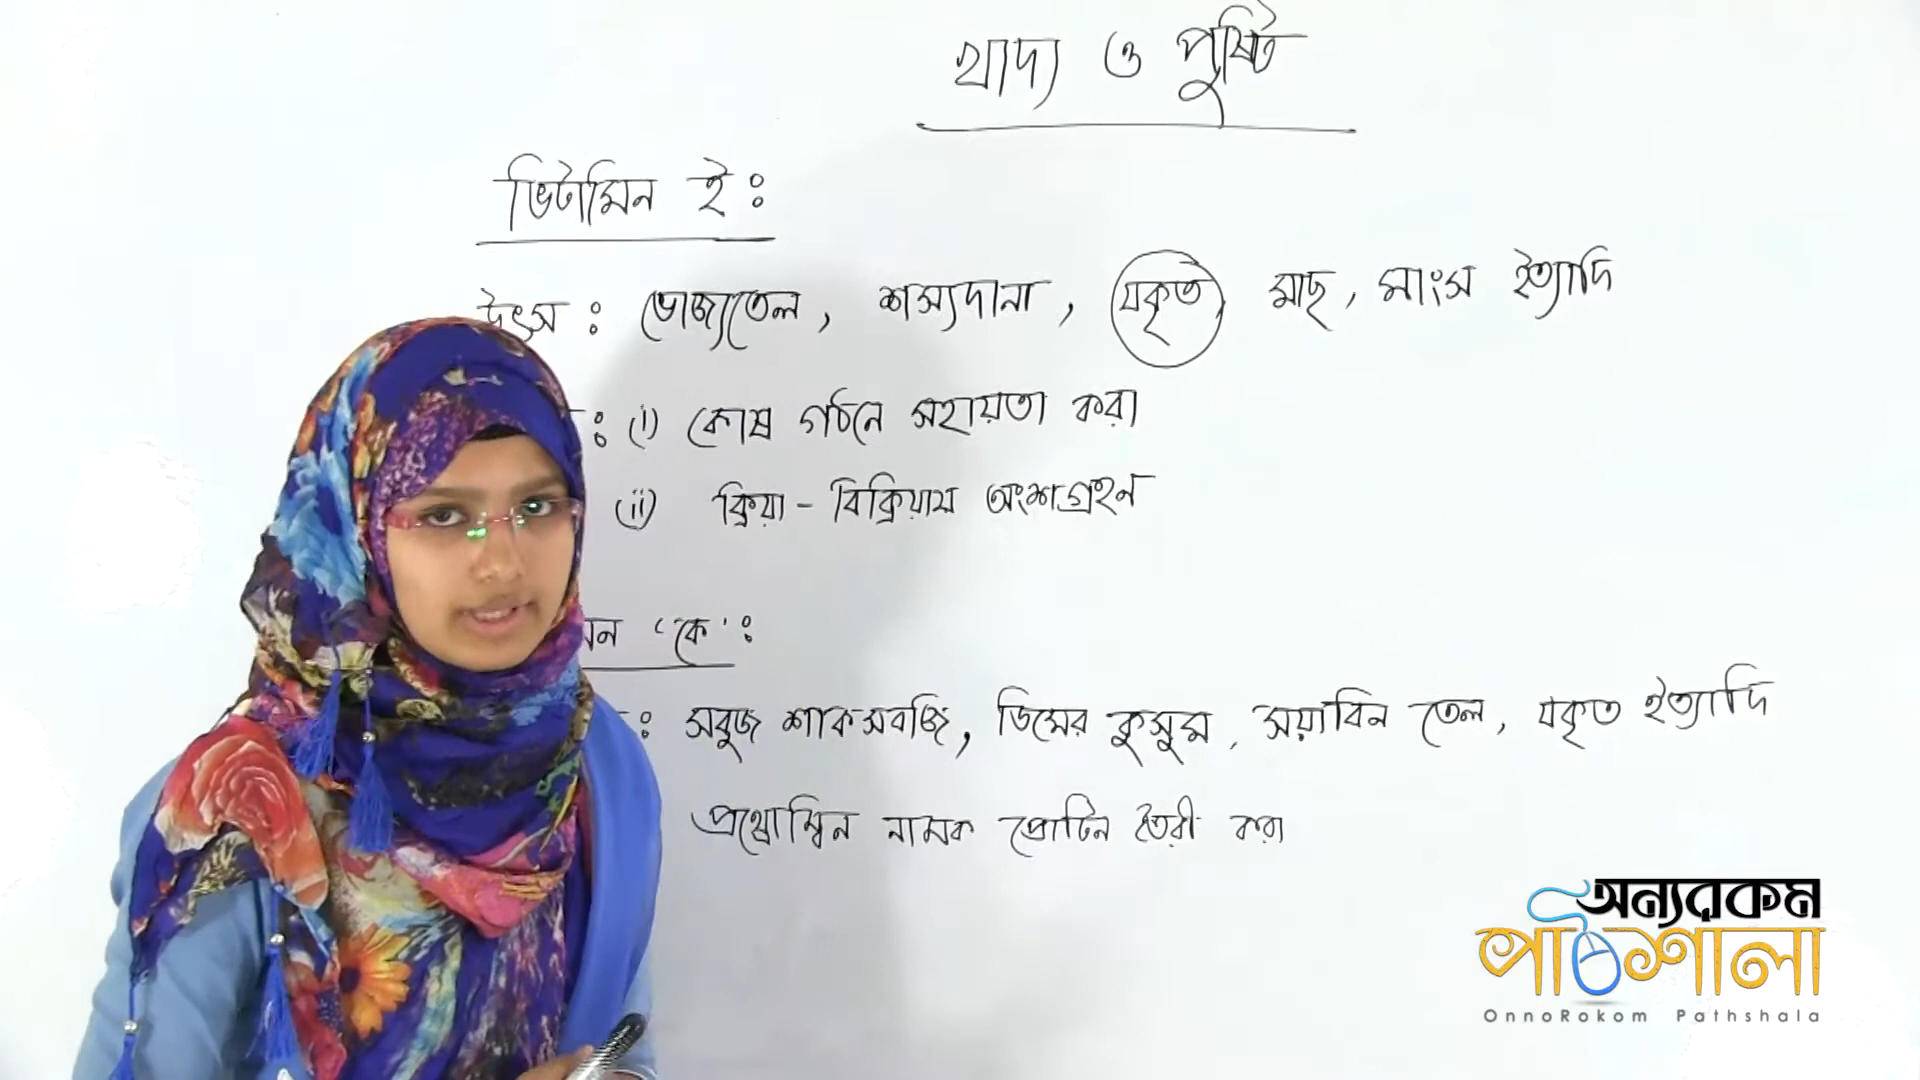 খাদ্য ও পুষ্টি
ভিটামিন ই:
উৎস : ভোজ্যতেল, শস্যদানা, যকৃত, মাছ, মাংস ইত্যাদি
: (i) কোষ গঠনে সহায়তা করা
(ii) ক্রিয়া - বিক্রিয়ায় অংশগ্রহন
মিন ‘কে’ :
: সবুজ শাকসবজি, ডিমের কুসুম, সয়াবিন তেল, যকৃত ইত্যাদি
প্রথ্রোম্বিন নামক প্রোটিন তৈরী করা
অন্যরকম
পাঠশালা
OnnoRokom Pathshala